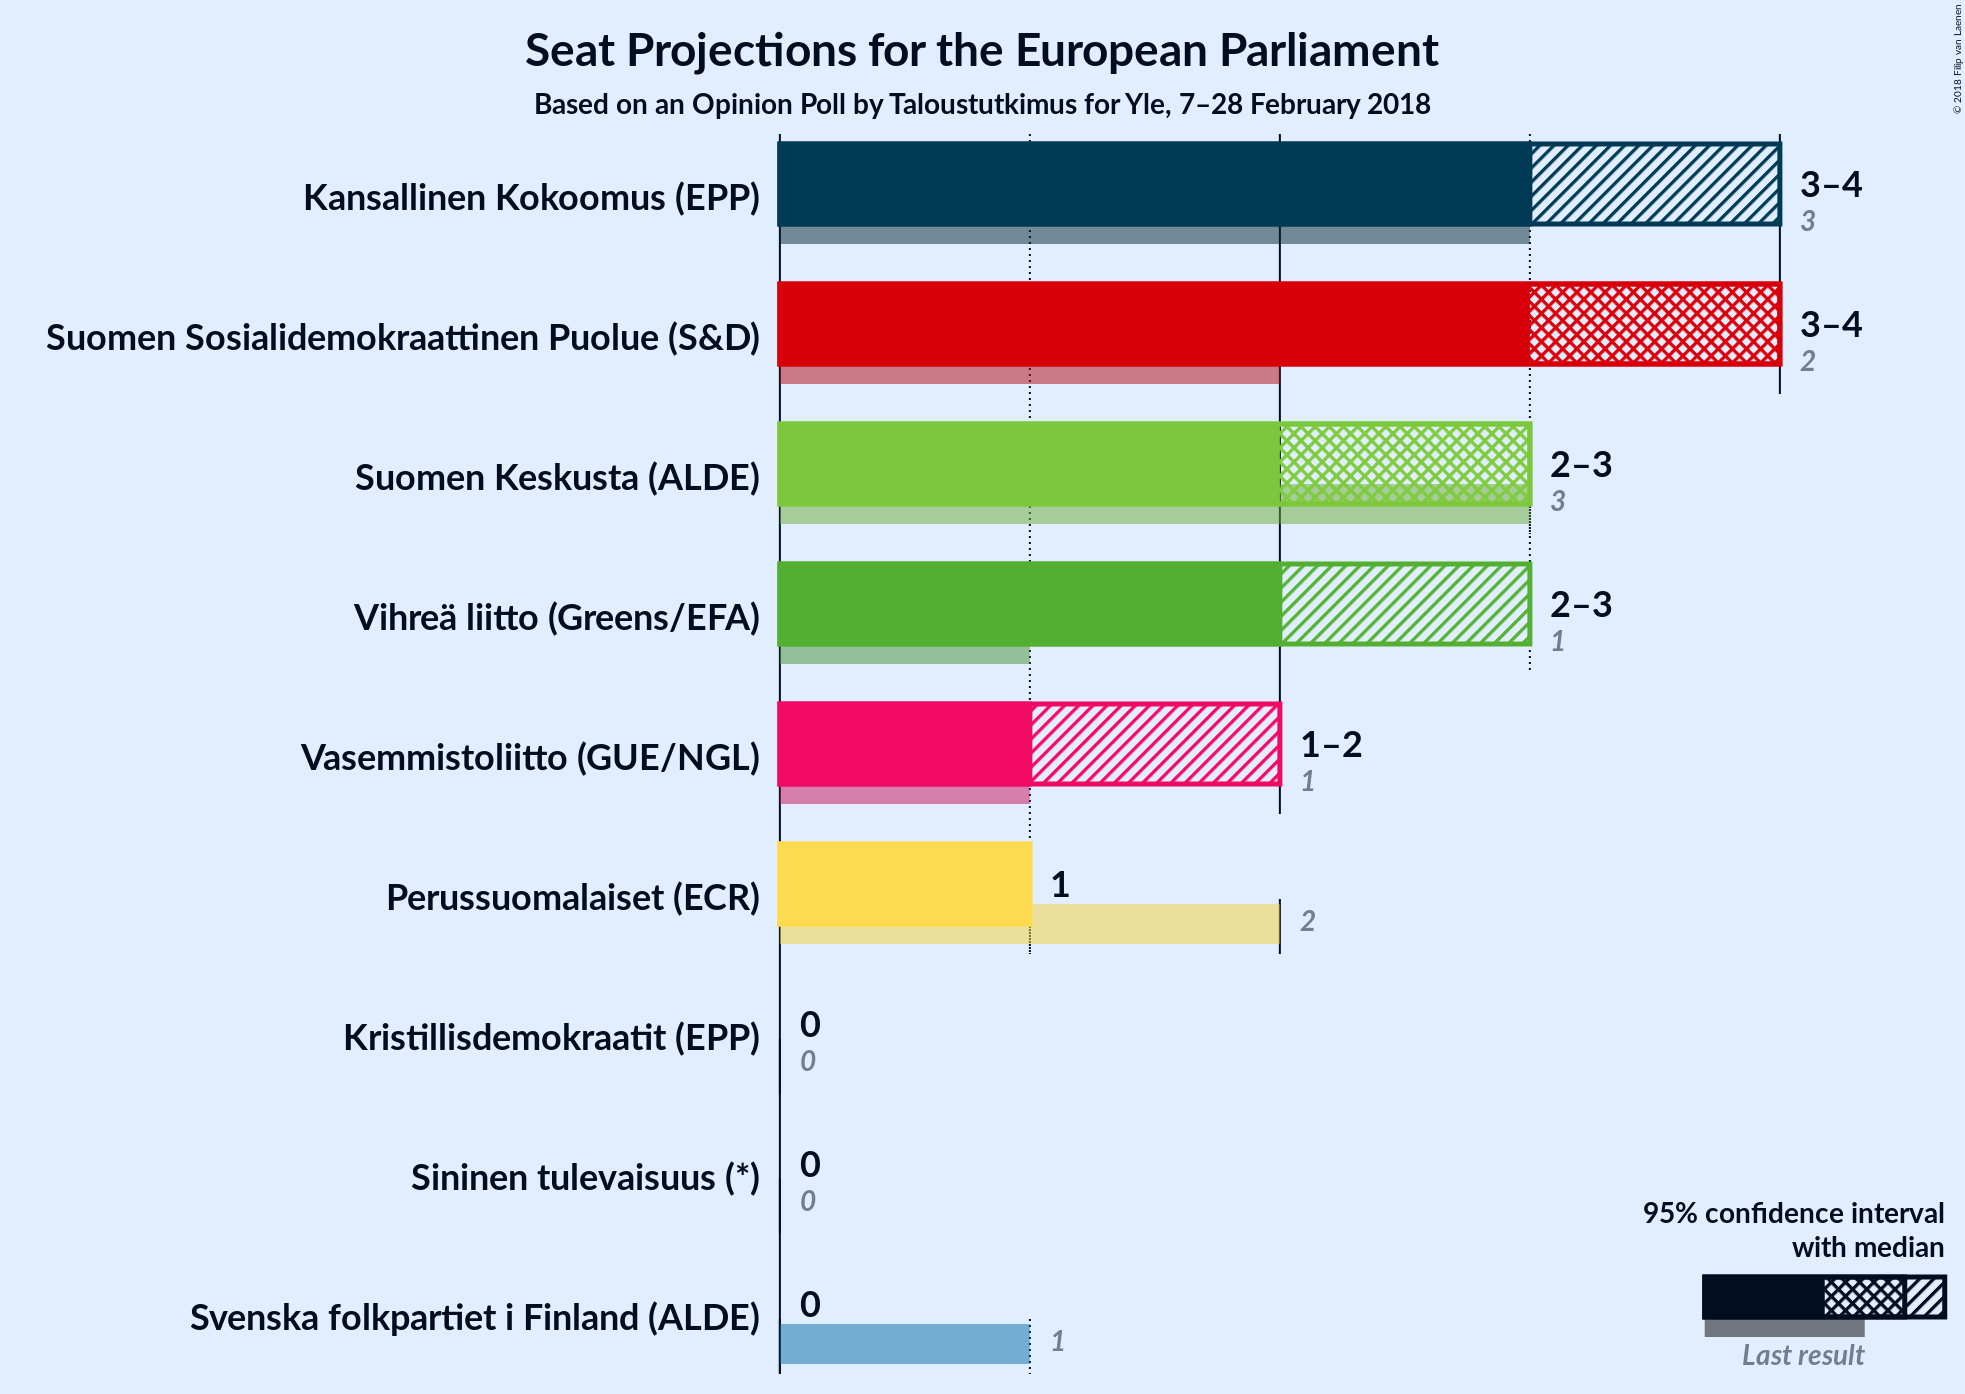 Seat Projections for the European Parliament
Based on an Opinion Poll by Taloustutkimus for Yle, 7–28 February 2018
© 2018 Filip van Laenen
Kansallinen Kokoomus (EPP)
3–4
3
Suomen Sosialidemokraattinen Puolue (S&D)
3–4
2
Suomen Keskusta (ALDE)
2–3
3
Vihreä liitto (Greens/EFA)
2–3
1
Vasemmistoliitto (GUE/NGL)
1–2
1
Perussuomalaiset (ECR)
1
2
Kristillisdemokraatit (EPP)
0
0
Sininen tulevaisuus (*)
0
0
Svenska folkpartiet i Finland (ALDE)
0
1
95% confidence interval
with median
Last result